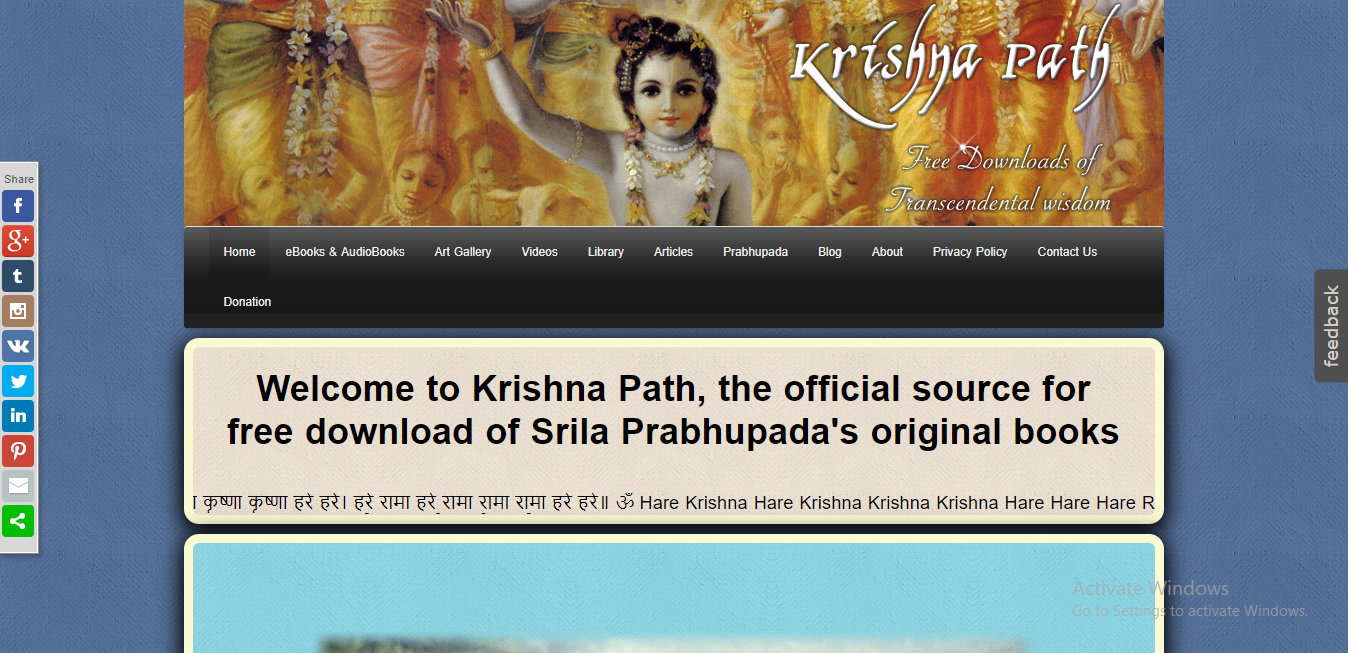 Krishna Path
Free Downloads of
Transcendental wisdom
Share
Home eBooks & AudioBooks Art Gallery Videos Library Articles Prabhupada Blog About Privacy Policy Contact Us
Donation
feedback
Welcome to Krishna Path, the official source for
free download of Srila Prabhupada's original books
कृष्णा कृष्णा हरे हरे। हरे रामा हरे रामा रामा रामा हरे हरे॥ ॐ Hare Krishna Hare Krishna Krishna Krishna Hare Hare Hare R
Activate Windows
Go to Settings to activate Windows.